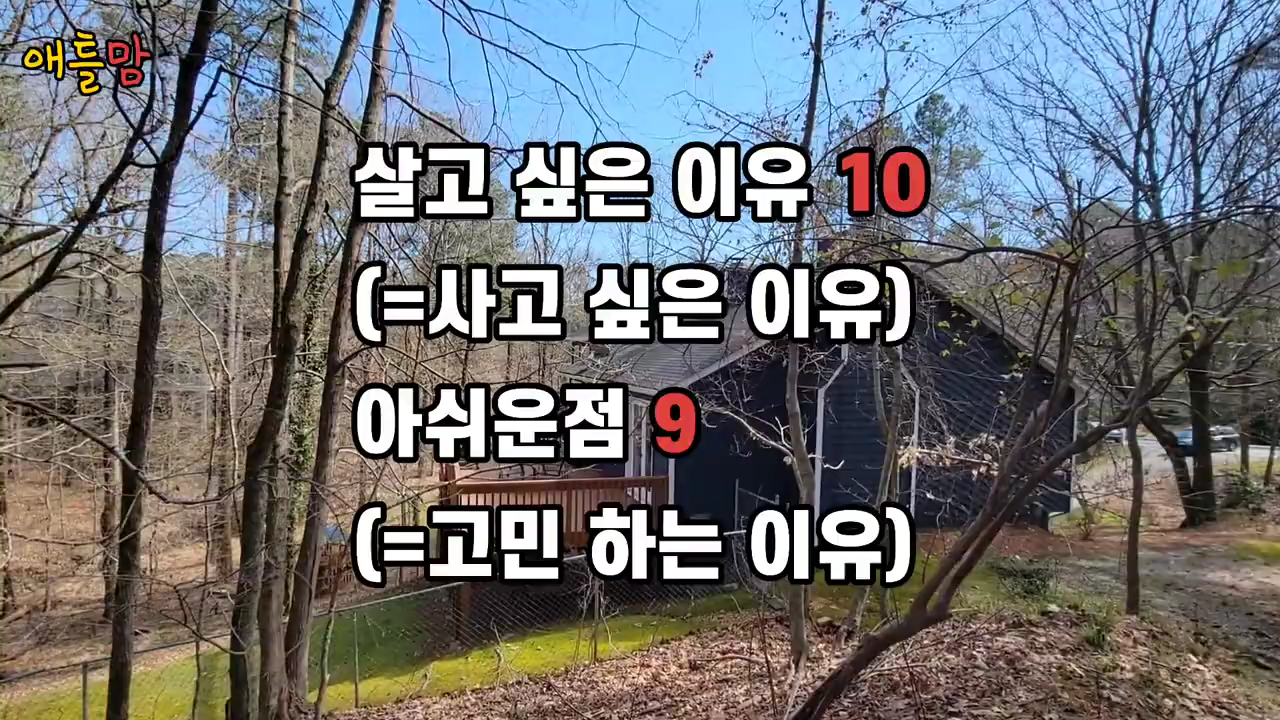 애틀맘
살고 싶은 이유 10
(=사고 싶은 이유)
아쉬운점 9
(=고민 하는 이유)